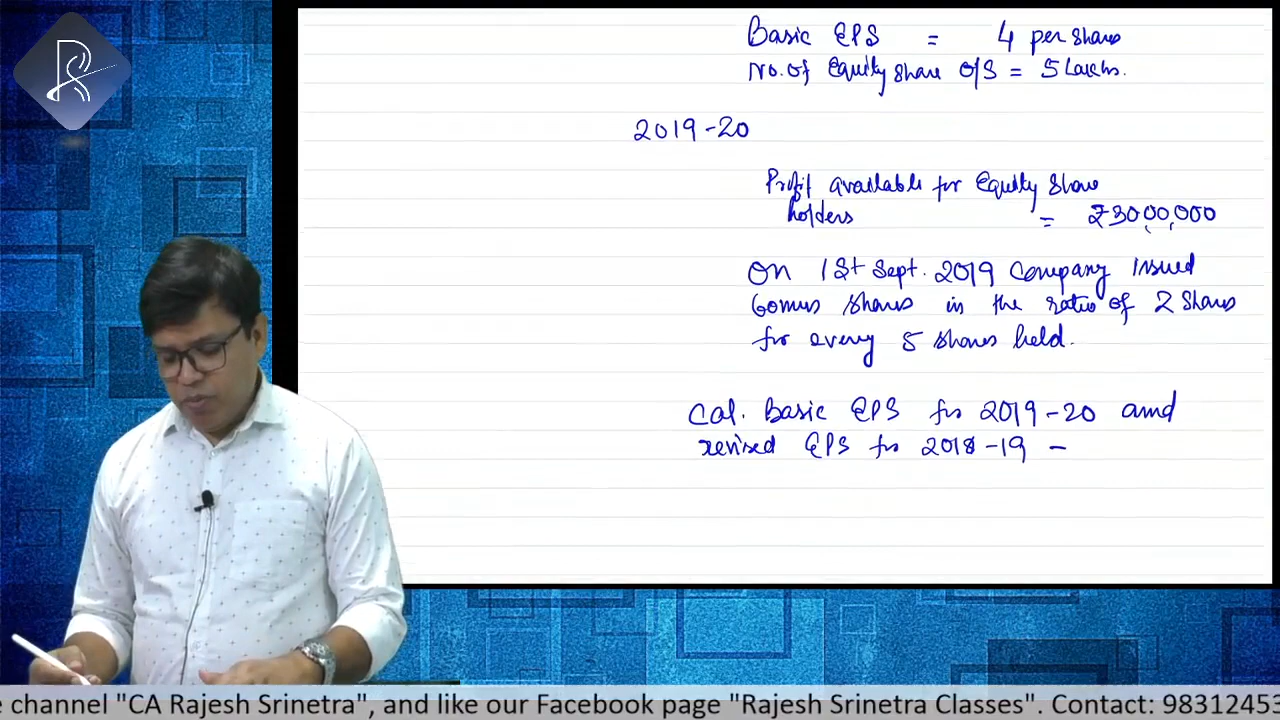 Basic EPS = 4 per share
No. of Equity share O/S = 5 Lakhs.
2019-20
Profit available for Equity Share
holders = ₹3000,000
On 1st Sept. 2019 Company Issued
bonus shares in the ratio of 2 shares
for every 5 shares held.
Cal. Basic EPS for 2019-20 and
revised EPS for 2018-19 -
channel "CA Rajesh Srinetra", and like our Facebook page "Rajesh Srinetra Classes". Contact: 98312453